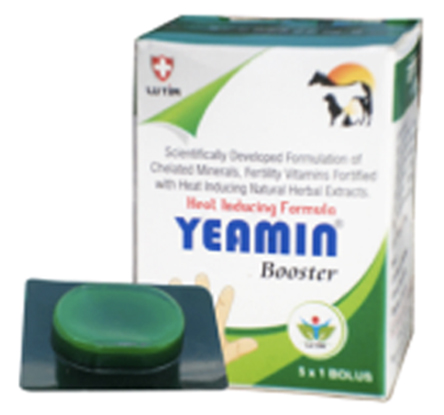 LUTIN
Scientifically Developed Formulation of
Chelated Minerals, Fertility Vitamins Fortified
with Heat Inducing Natural Herbal Extracts.
Heat Inducing Formula
YEAMIN®
Booster
5 x 1 BOLUS